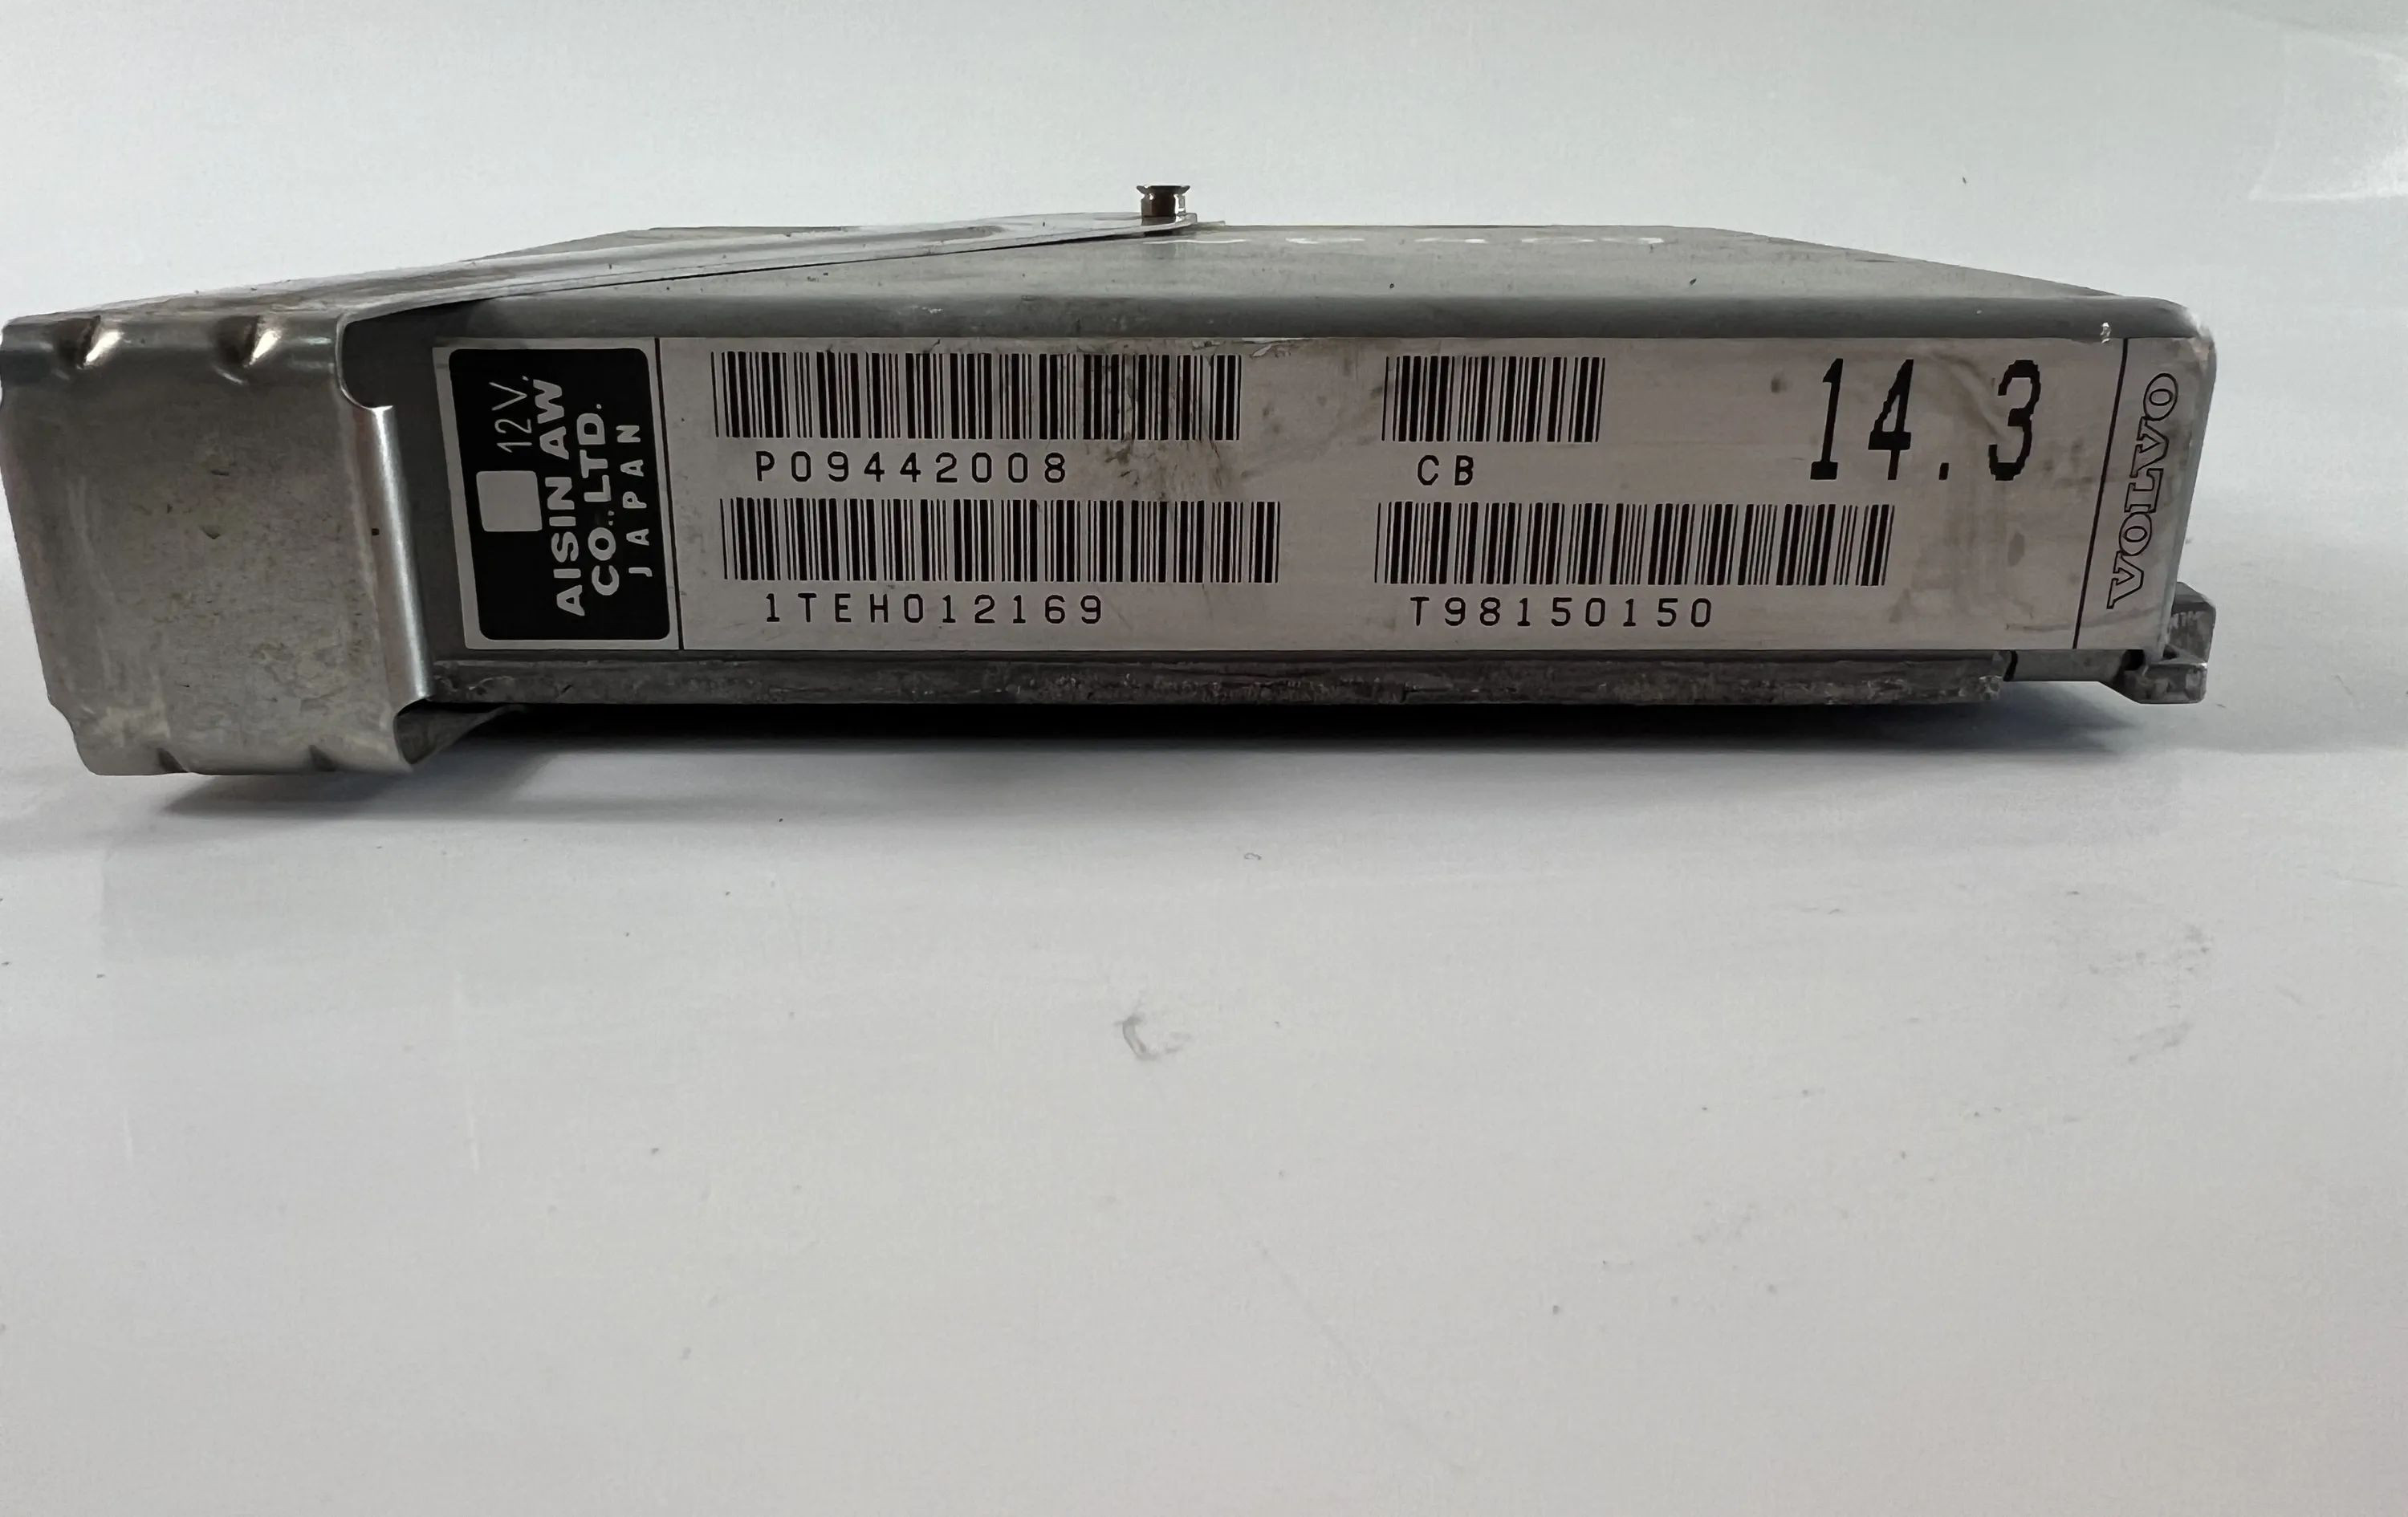 12V.
AISIN AW
CO.,LTD.
JAPAN
P09442008
CB
14.3
1TEH012169
T98150150
VOLVO